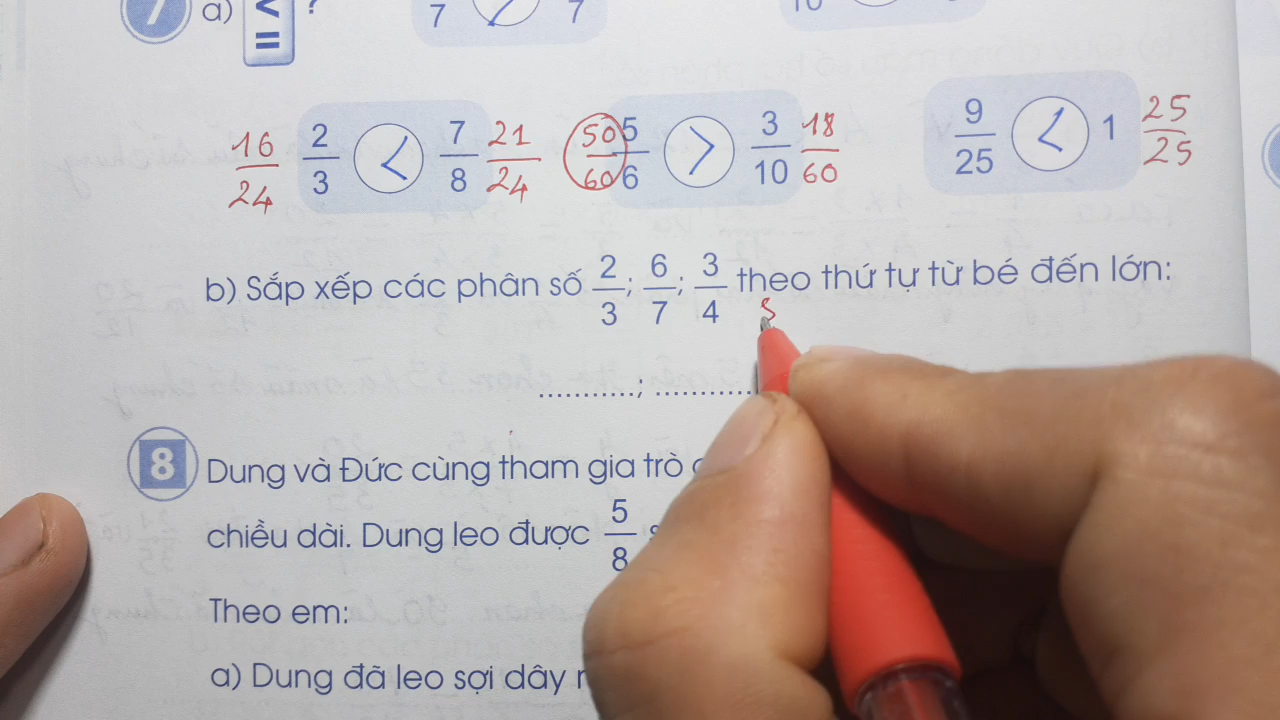 7 a) < = ? 7 7 10
16/24 2/3 < 7/8 21/24 50/60 5/6 > 3/10 18/60 9/25 < 1 25/25
b) Sắp xếp các phân số 2/3; 6/7; 3/4 theo thứ tự từ bé đến lớn:
...........; ............
8 Dung và Đức cùng tham gia trò
chiều dài. Dung leo được 5/8
Theo em:
a) Dung đã leo sợi dây